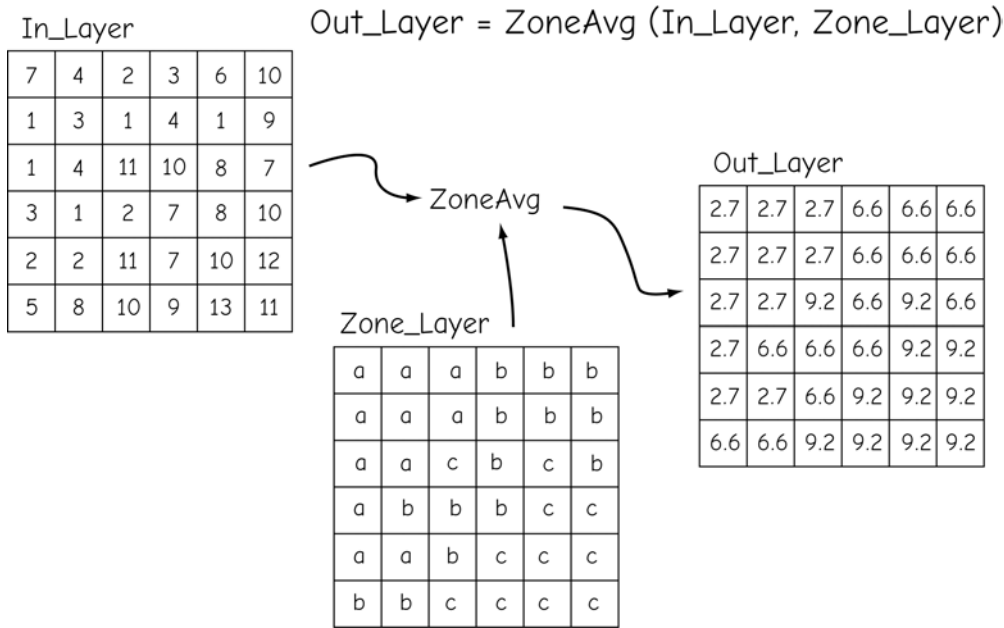 Out_Layer = ZoneAvg (In_Layer, Zone_Layer)
In_Layer
7 4 2 3 6 10
1 3 1 4 1 9
1 4 11 10 8 7
3 1 2 7 8 10
2 2 11 7 10 12
5 8 10 9 13 11
ZoneAvg
Zone_Layer
a a a b b b
a a a b b b
a a c b c b
a b b b c c
a a b c c c
b b c c c c
Out_Layer
2.7 2.7 2.7 6.6 6.6 6.6
2.7 2.7 2.7 6.6 6.6 6.6
2.7 2.7 9.2 6.6 9.2 6.6
2.7 6.6 6.6 6.6 9.2 9.2
2.7 2.7 6.6 9.2 9.2 9.2
6.6 6.6 9.2 9.2 9.2 9.2